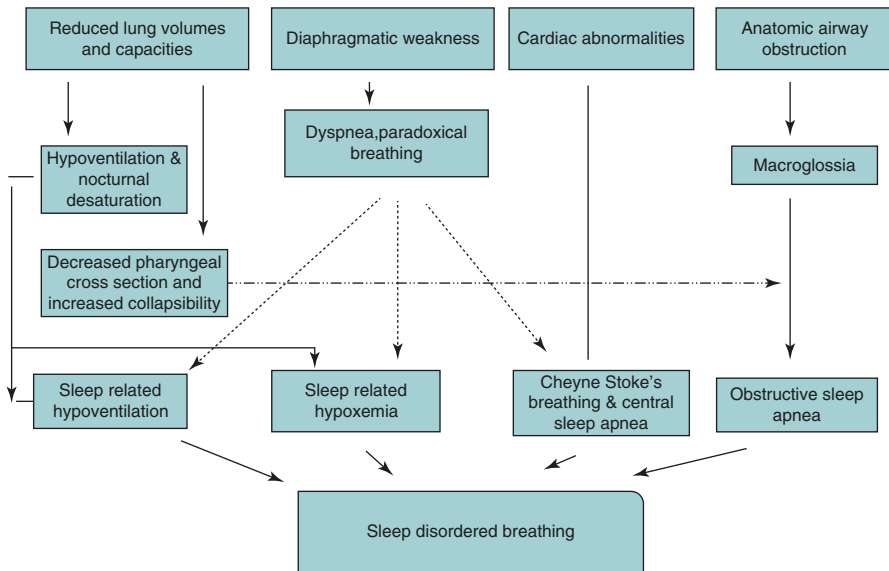 Reduced lung volumes
and capacities
Diaphragmatic weakness
Cardiac abnormalities
Anatomic airway
obstruction
Dyspnea,paradoxical
breathing
Hypoventilation &
nocturnal
desaturation
Macroglossia
Decreased pharyngeal
cross section and
increased collapsibility
Sleep related
hypoventilation
Sleep related
hypoxemia
Cheyne Stoke's
breathing & central
sleep apnea
Obstructive sleep
apnea
Sleep disordered breathing